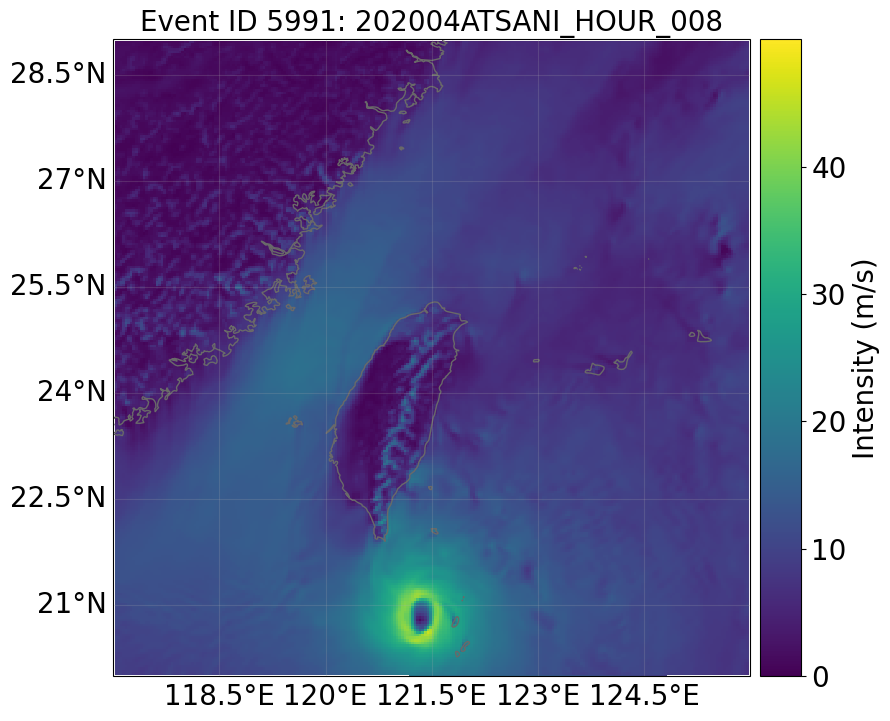 Event ID 5991: 202004ATSANI_HOUR_008
28.5°N
27°N
25.5°N
24°N
22.5°N
21°N
118.5°E 120°E 121.5°E 123°E 124.5°E
40
30
20
10
0
Intensity (m/s)